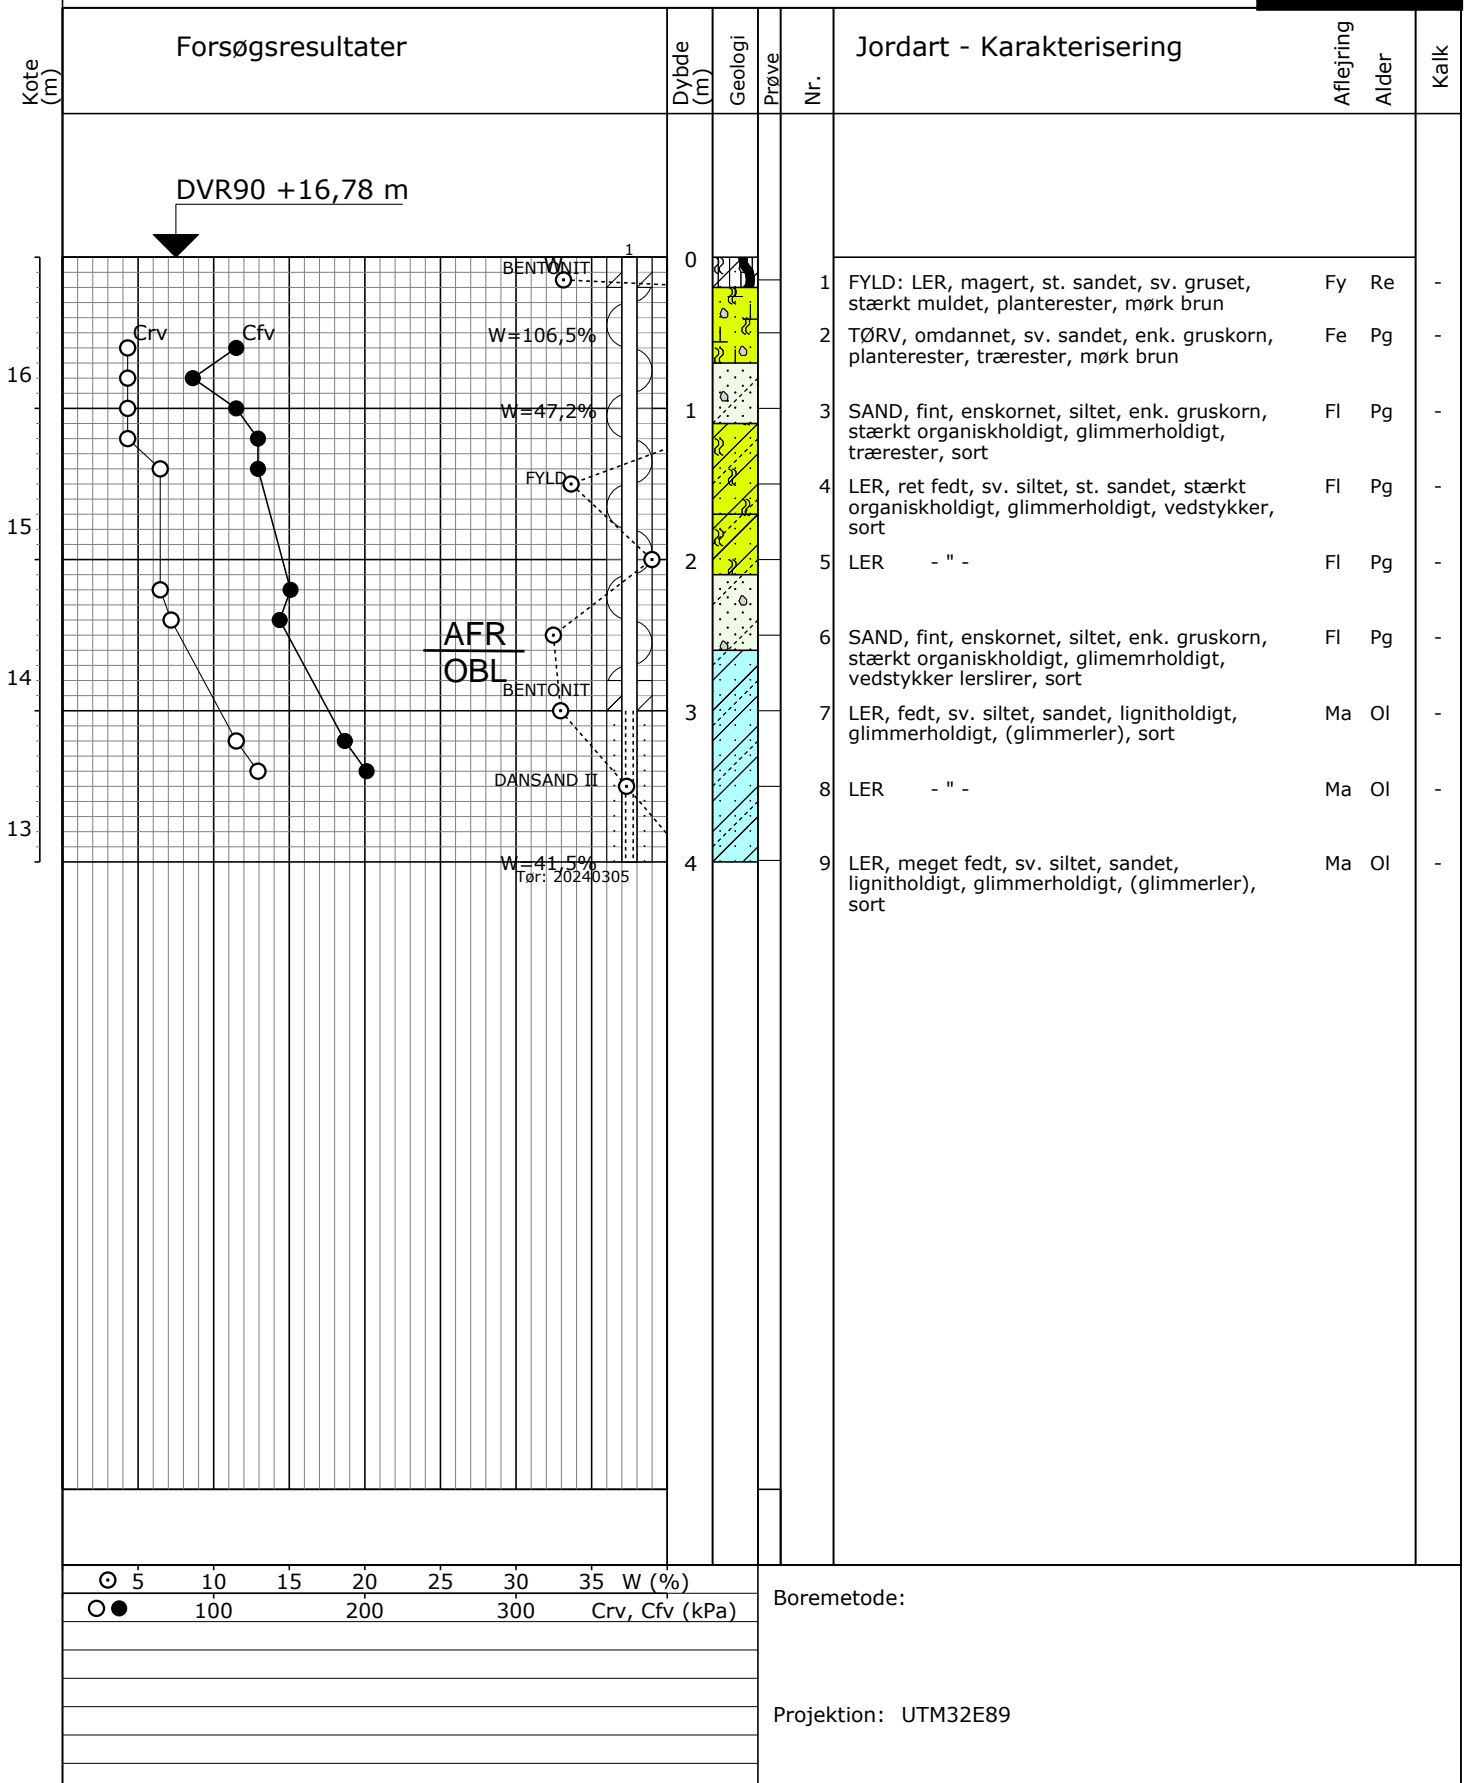 Forsøgsresultater
Kote (m)
Dybde (m)
Geologi
Prøve
Nr.
Jordart - Karakterisering
Aflejring
Alder
Kalk
DVR90 +16,78 m
1
W
BENTONIT
0
1 FYLD: LER, magert, st. sandet, sv. gruset, Fy Re -
stærkt muldet, planterester, mørk brun
Crv Cfv
W=106,5%
2 TØRV, omdannet, sv. sandet, enk. gruskorn, Fe Pg -
planterester, trærester, mørk brun
16
W=47,2%
1
3 SAND, fint, enskornet, siltet, enk. gruskorn, Fl Pg -
stærkt organiskholdigt, glimmerholdigt,
trærester, sort
FYLD
4 LER, ret fedt, sv. siltet, st. sandet, stærkt Fl Pg -
organiskholdigt, glimmerholdigt, vedstykker,
sort
15
2
5 LER - " - Fl Pg -
AFR
OBL
6 SAND, fint, enskornet, siltet, enk. gruskorn, Fl Pg -
stærkt organiskholdigt, glimemrholdigt,
vedstykker lerslirer, sort
14
BENTONIT
3
7 LER, fedt, sv. siltet, sandet, lignitholdigt, Ma Ol -
glimmerholdigt, (glimmerler), sort
DANSAND II
8 LER - " - Ma Ol -
13
W=41,5%
Tør: 20240305
4
9 LER, meget fedt, sv. siltet, sandet, Ma Ol -
lignitholdigt, glimmerholdigt, (glimmerler),
sort
5 10 15 20 25 30 35 W (%)
100 200 300 Crv, Cfv (kPa)
Boremetode:
Projektion: UTM32E89